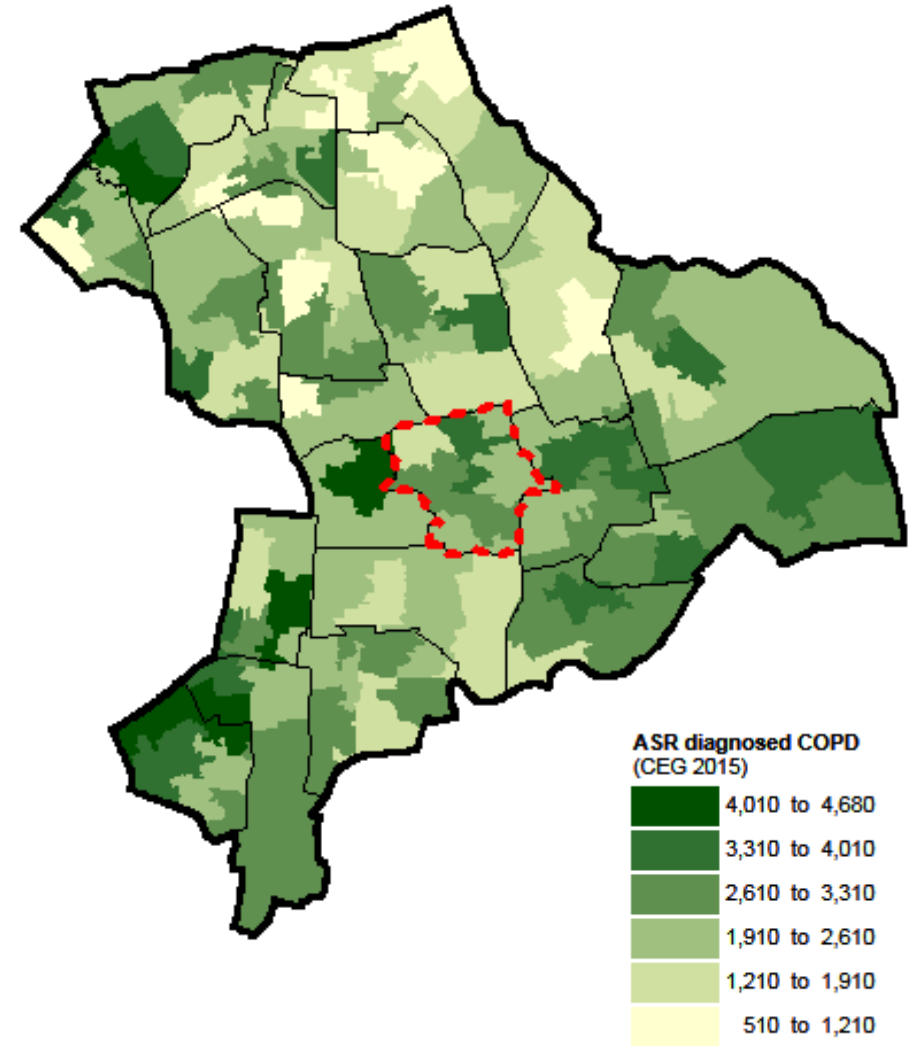 ASR diagnosed COPD
(CEG 2015)
4,010 to 4,680
3,310 to 4,010
2,610 to 3,310
1,910 to 2,610
1,210 to 1,910
510 to 1,210